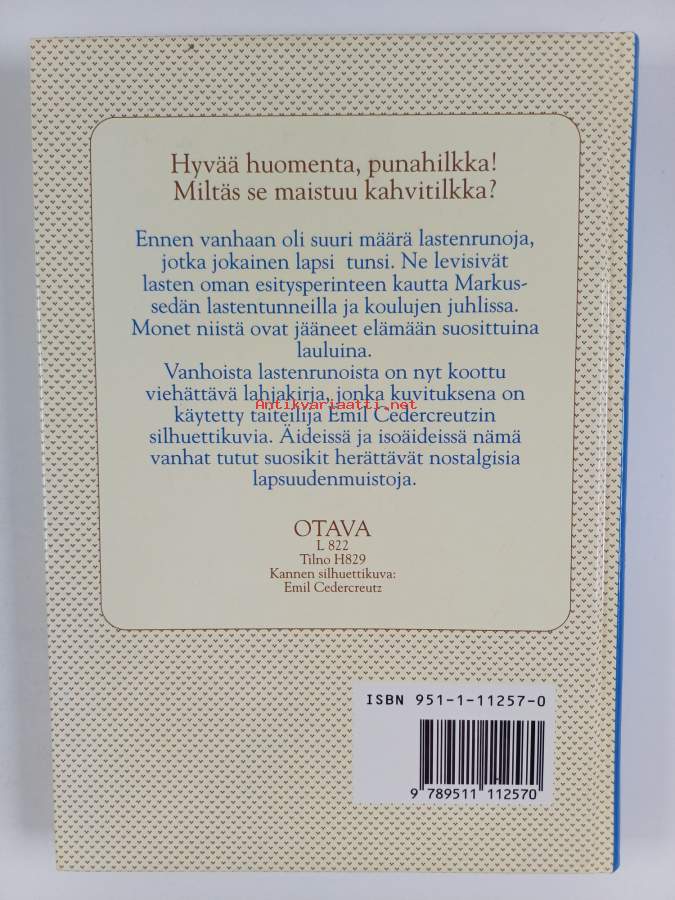 Hyvää huomenta, punahilkka!
Miltäs se maistuu kahvitilkka?
Ennen vanhaan oli suuri määrä lastenrunoja,
jotka jokainen lapsi tunsi. Ne levisivät
lasten oman esitysperinteen kautta Markus-
sedän lastentunneilla ja koulujen juhlissa.
Monet niistä ovat jääneet elämään suosittuina
lauluina.
Vanhoista lastenrunoista on nyt koottu
viehättävä lahjakirja, jonka kuvituksena on
Antikvariaatti.net
käytetty taiteilija Emil Cedercreutzin
silhuettikuvia. Äideissä ja isoäideissä nämä
vanhat tutut suosikit herättävät nostalgisia
lapsuudenmuistoja.
OTAVA
L 822
Tilno H829
Kannen silhuettikuva:
Emil Cedercreutz
ISBN 951-1-11257-0
9 789511 112570